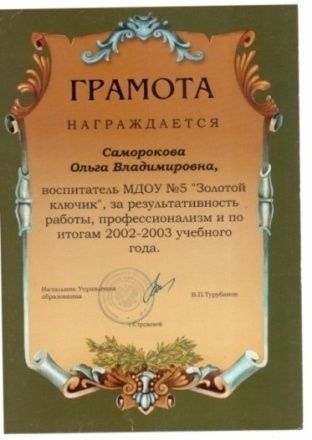 ГРАМОТА
НАГРАЖДАЕТСЯ
Саморокова
Ольга Владимировна,
воспитатель МДОУ №5 "Золотой
ключик", за результативность
работы, профессионализм и по
итогам 2002-2003 учебного
года.
Начальник Управления
образования
В.П.Турубанов
г.Стрежевой